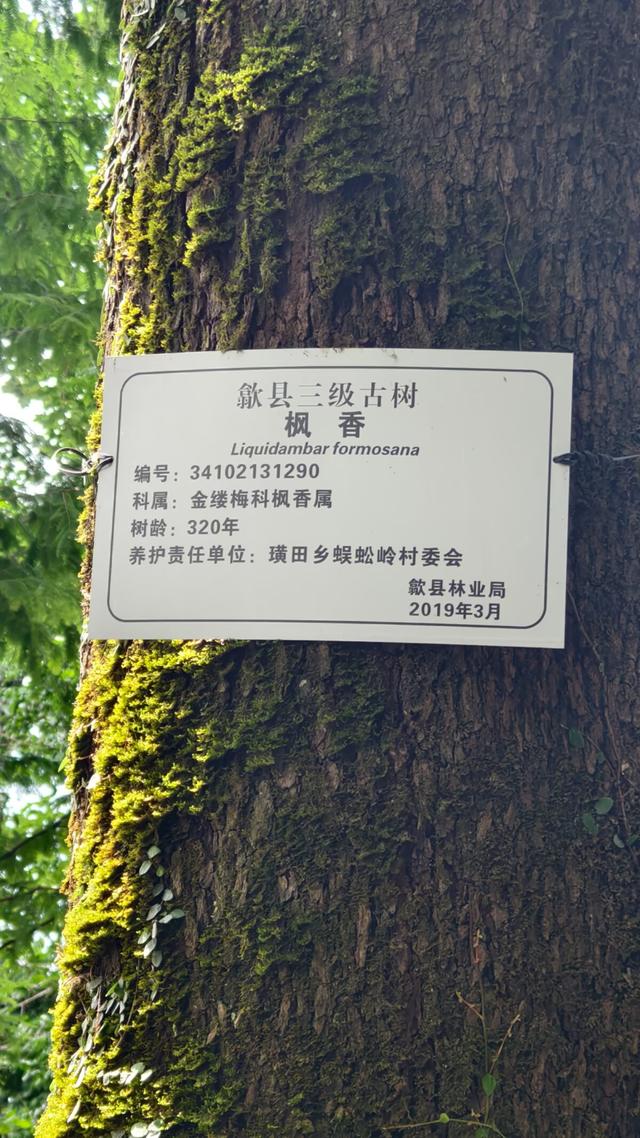 歙县三级古树
枫香
Liquidambar formosana
编号：34102131290
科属：金缕梅科枫香属
树龄：320年
养护责任单位：璜田乡蜈蚣岭村委会
歙县林业局
2019年3月